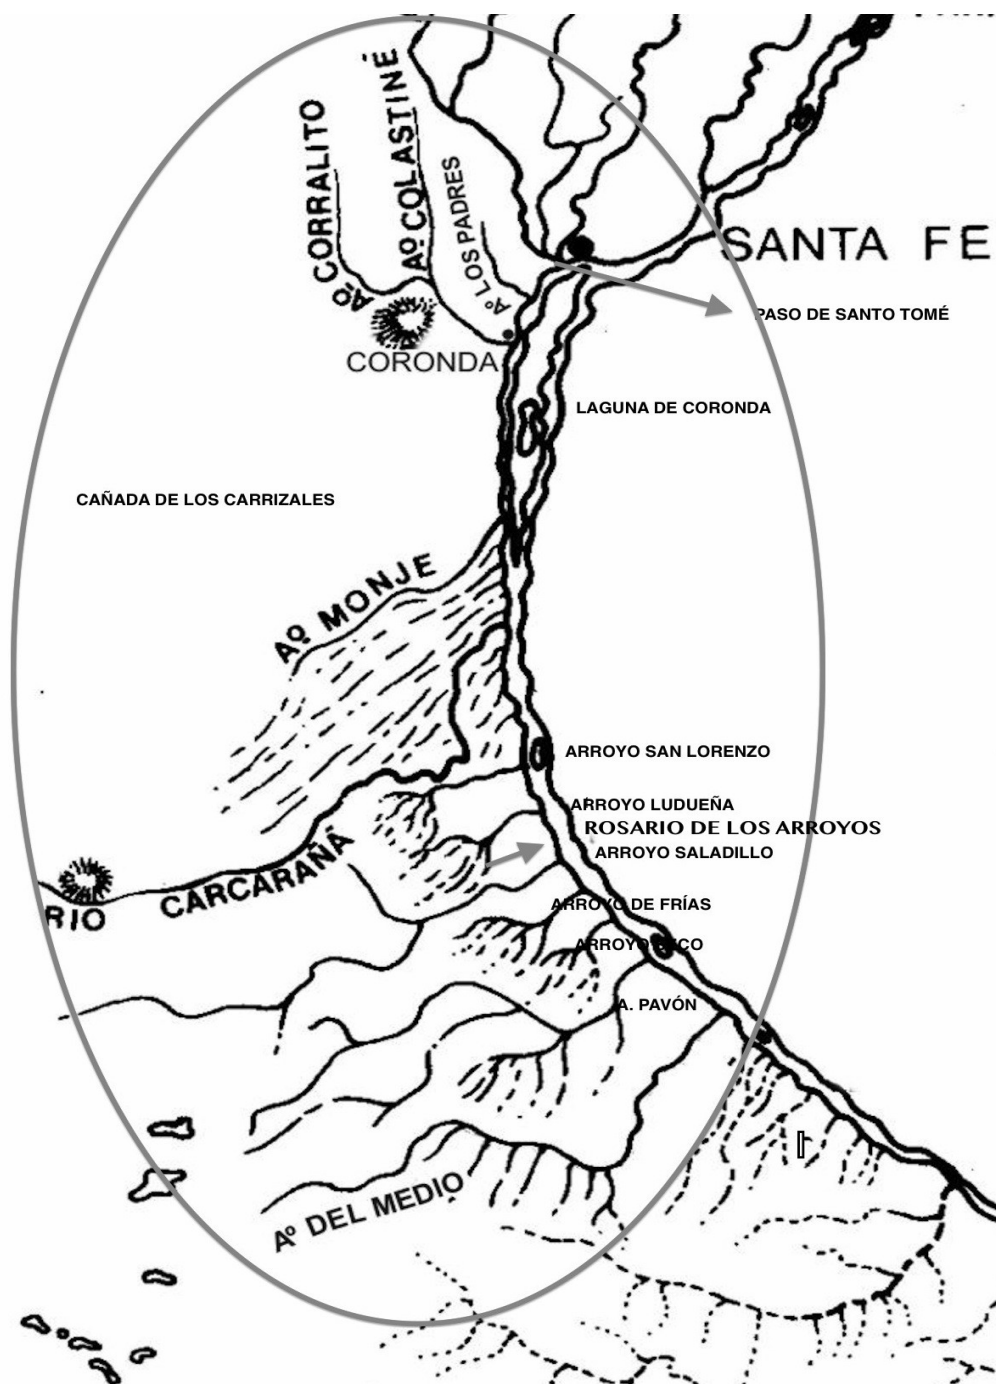 Aº CORRALITO
Aº COLASTINÉ
Aº LOS PADRES
SANTA FE
PASO DE SANTO TOMÉ
CORONDA
LAGUNA DE CORONDA
CAÑADA DE LOS CARRIZALES
Aº MONJE
ARROYO SAN LORENZO
ARROYO LUDUEÑA
ROSARIO DE LOS ARROYOS
ARROYO SALADILLO
RIO CARCARAÑÁ
ARROYO DE FRÍAS
ARROYO
A. PAVÓN
Aº DEL MEDIO